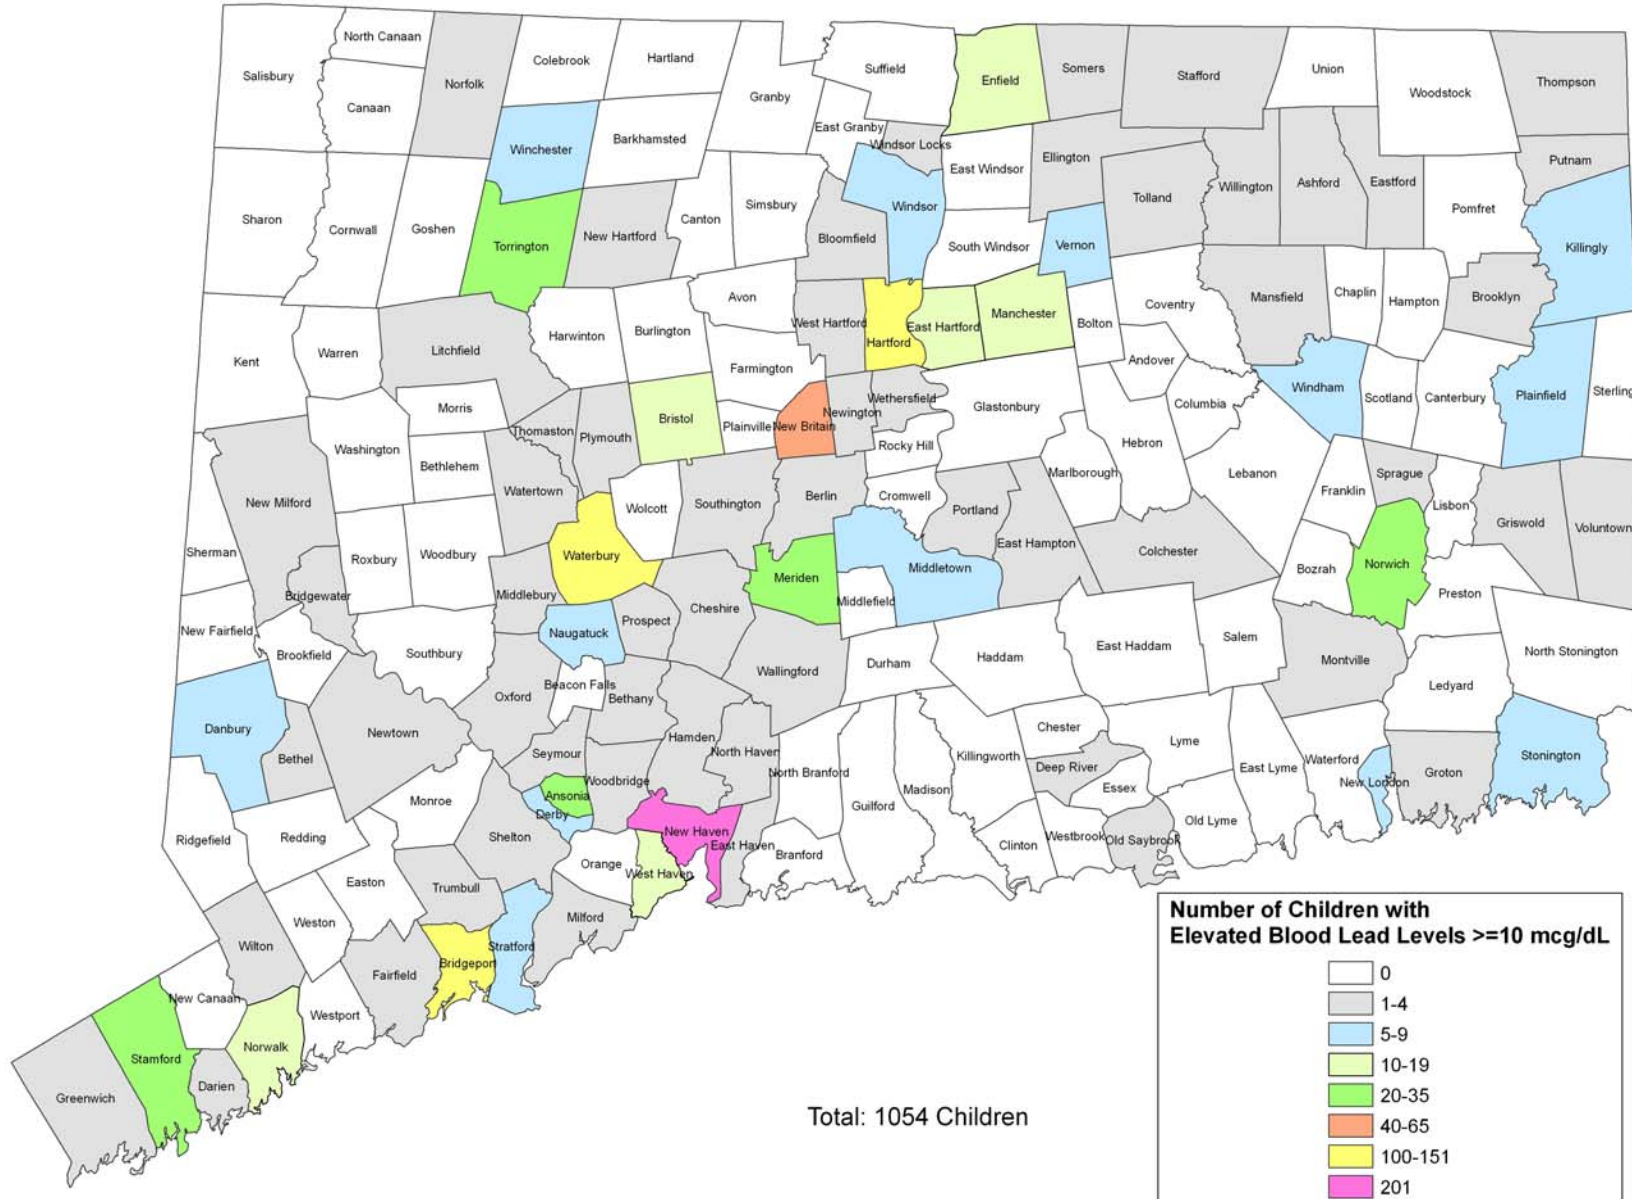 North Canaan
Colebrook
Hartland
Suffield
Enfield
Somers
Stafford
Union
Woodstock
Thompson
Salisbury
Canaan
Norfolk
Granby
East Granby
Windsor Locks
Winchester
Barkhamsted
East Windsor
Ellington
Willington
Ashford
Eastford
Putnam
Sharon
Cornwall
Goshen
Torrington
New Hartford
Canton
Simsbury
Bloomfield
Windsor
South Windsor
Vernon
Tolland
Pomfret
Killingly
Kent
Warren
Litchfield
Harwinton
Burlington
Avon
West Hartford
Hartford
East Hartford
Manchester
Bolton
Coventry
Mansfield
Chaplin
Hampton
Brooklyn
Farmington
Andover
Columbia
Windham
Scotland
Canterbury
Plainfield
Sterling
Morris
Washington
Bethlehem
Thomaston
Plymouth
Bristol
Plainville
New Britain
Newington
Wethersfield
Rocky Hill
Glastonbury
Marlborough
Hebron
Lebanon
Franklin
Sprague
Lisbon
Griswold
Voluntown
New Milford
Watertown
Wolcott
Southington
Berlin
Cromwell
Portland
East Hampton
Colchester
Sherman
Roxbury
Woodbury
Waterbury
Meriden
Middletown
Middlefield
Bozrah
Norwich
Preston
Bridgewater
Middlebury
Cheshire
New Fairfield
Brookfield
Southbury
Naugatuck
Prospect
Wallingford
Durham
Haddam
East Haddam
Salem
Montville
Ledyard
North Stonington
Danbury
Bethel
Newtown
Oxford
Beacon Falls
Bethany
Hamden
North Haven
North Branford
Guilford
Madison
Killingworth
Chester
Deep River
Essex
Lyme
East Lyme
Waterford
New London
Groton
Stonington
Seymour
Woodbridge
Ansonia
Derby
Monroe
Ridgefield
Redding
Shelton
Orange
New Haven
East Haven
West Haven
Branford
Clinton
Westbrook
Old Saybrook
Old Lyme
Easton
Weston
Trumbull
Milford
Wilton
Fairfield
Bridgeport
Stratford
New Canaan
Westport
Stamford
Norwalk
Darien
Greenwich
Total: 1054 Children
Number of Children with
Elevated Blood Lead Levels >=10 mcg/dL
0
1-4
5-9
10-19
20-35
40-65
100-151
201